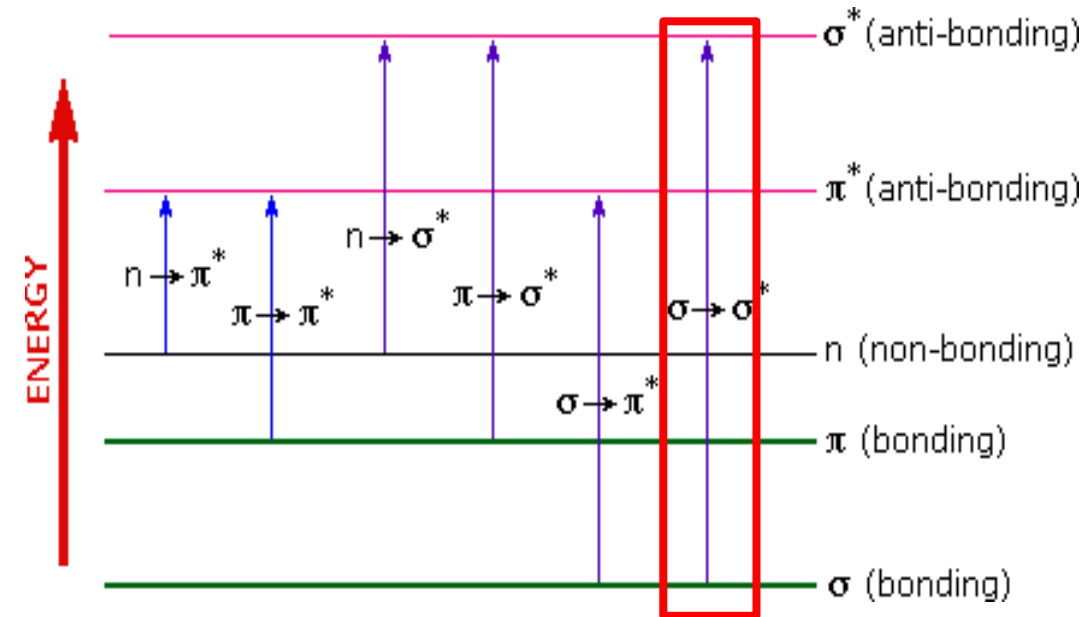 σ* (anti-bonding)
π* (anti-bonding)
n → σ*
n → π*
π → σ*
σ → σ*
π → π*
n (non-bonding)
σ → π*
π (bonding)
σ (bonding)
ENERGY